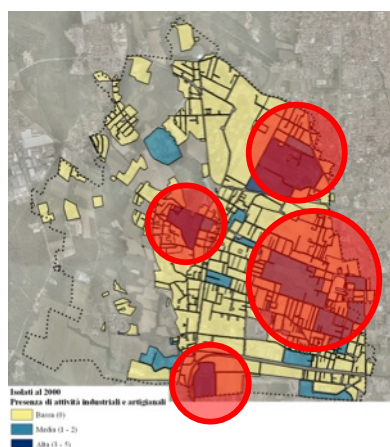 Isolati al 2000
Presenza di attività industriali e artigianali
Bassa (0)
Media (1 - 2)
Alta (3 - 5)